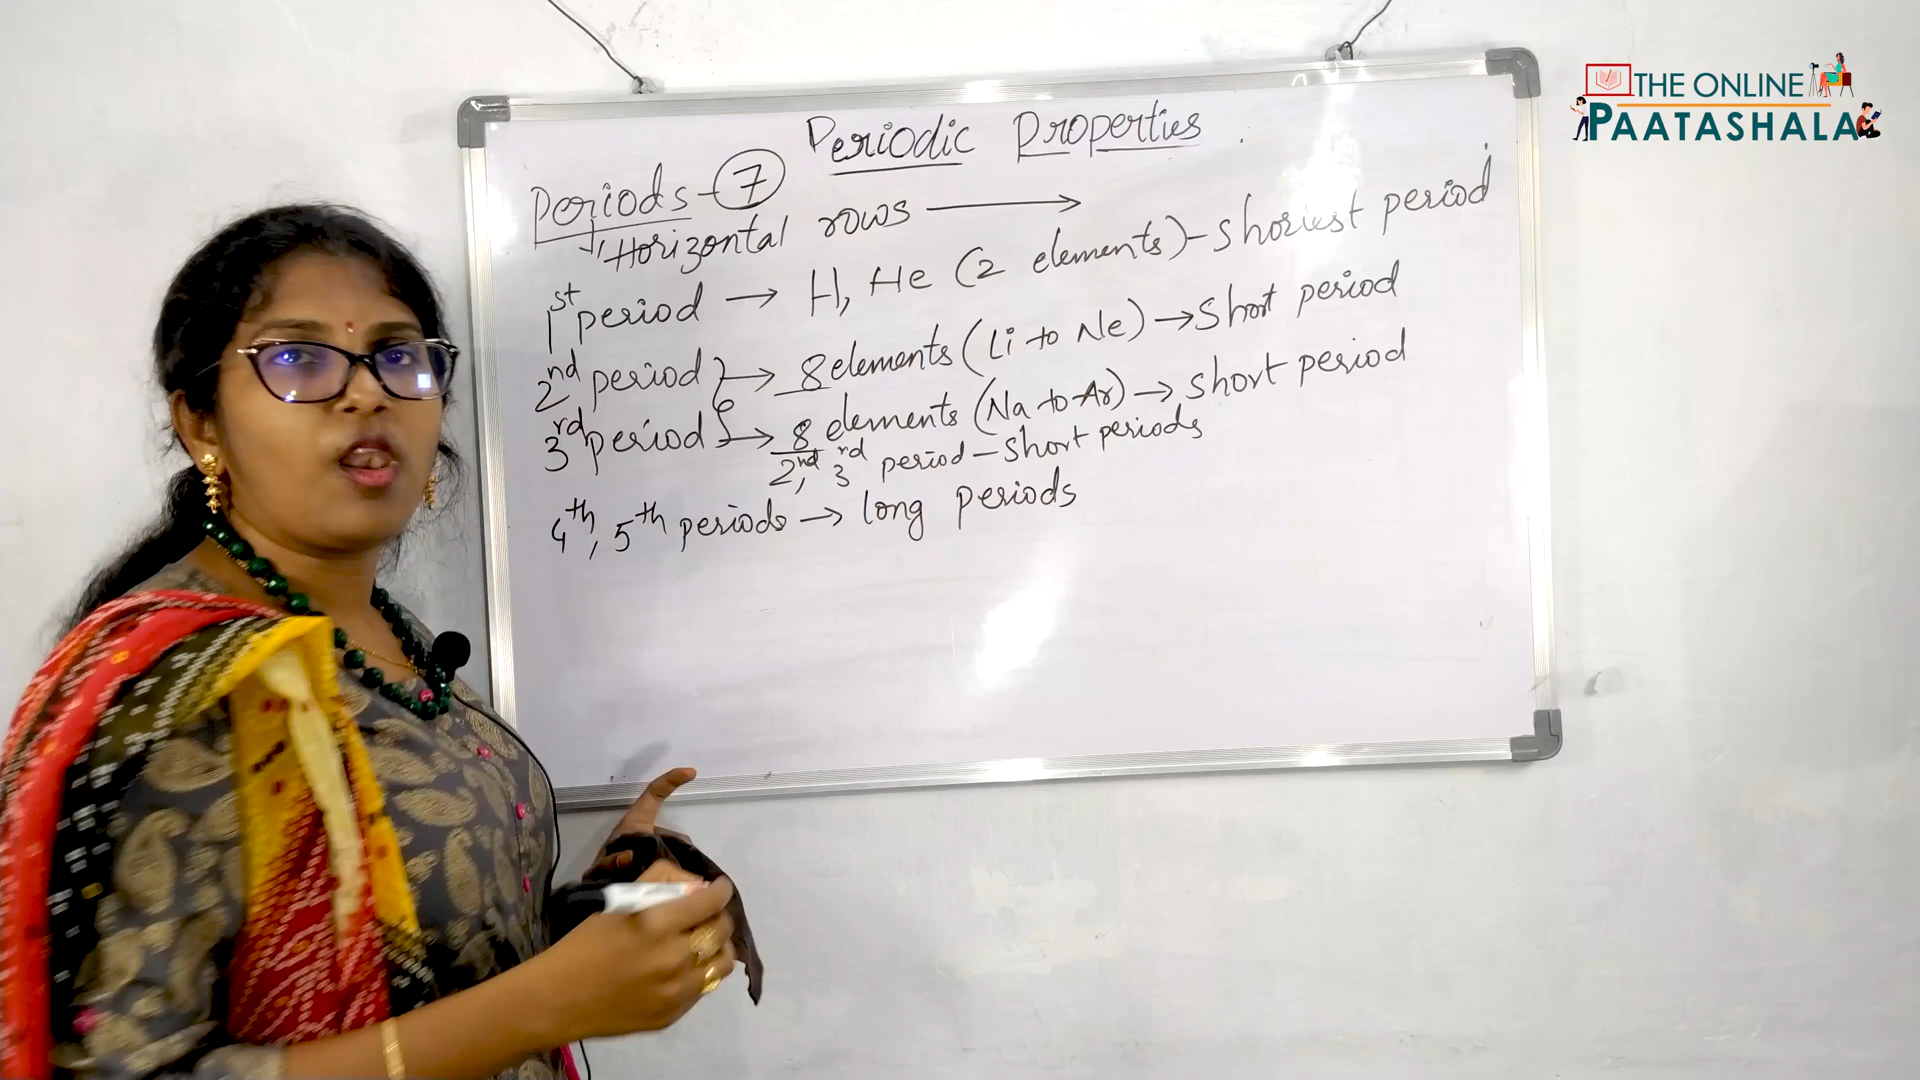 Periodic Properties.
Periods - 7
Horizontal rows →
1st period → H, He (2 elements) - Shortest period
2nd period → 8 elements (Li to Ne) → Short period
3rd period → 8 elements (Na to Ar) → Short period
2nd, 3rd period - Short periods
4th, 5th periods → long periods
THE ONLINE
PAATASHALA